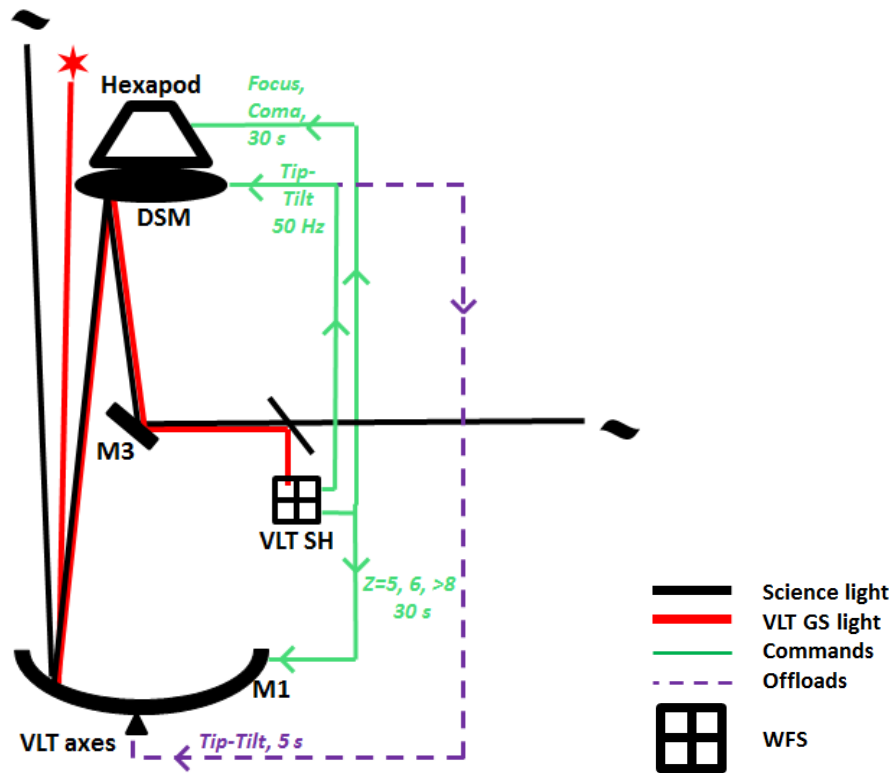 Hexapod
Focus,
Coma,
30 s
Tip-
Tilt
50 Hz
DSM
M3
VLT SH
Z=5, 6, >8
30 s
M1
VLT axes
Tip-Tilt, 5 s
Science light
VLT GS light
Commands
Offloads
WFS